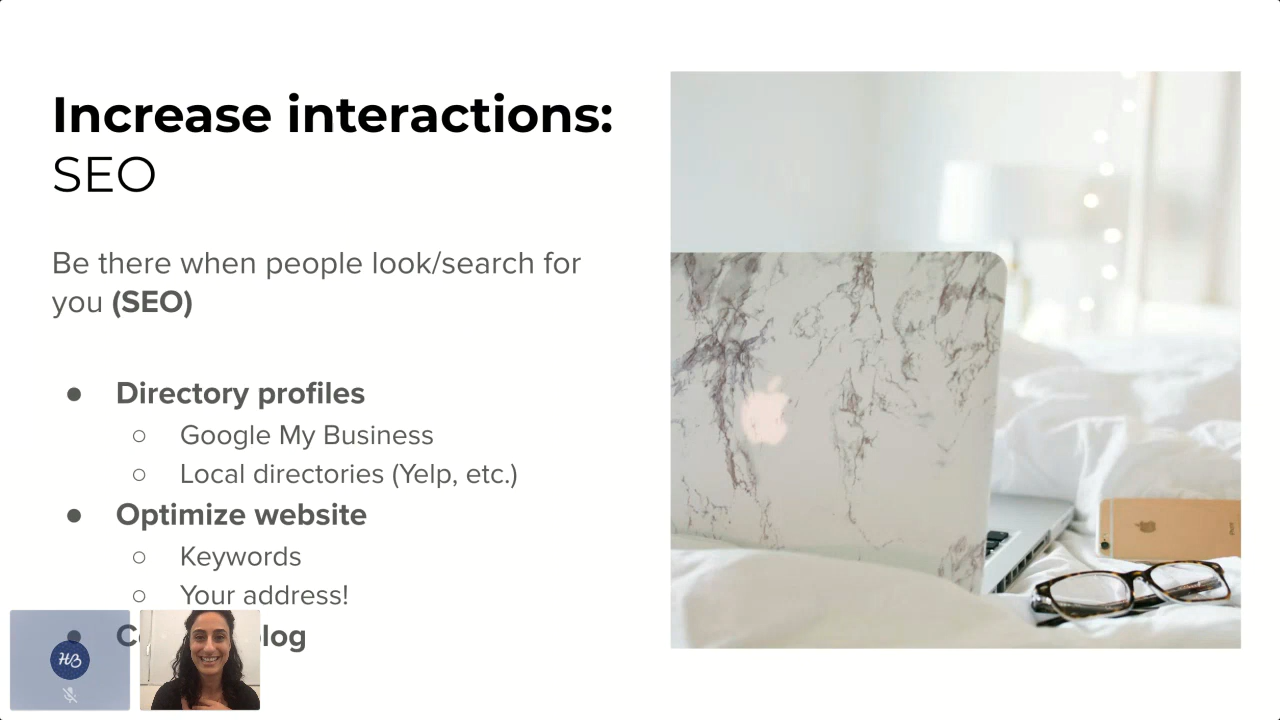 Increase interactions:
SEO
Be there when people look/search for
you (SEO)
● Directory profiles
○ Google My Business
○ Local directories (Yelp, etc.)
● Optimize website
○ Keywords
○ Your address!
HB